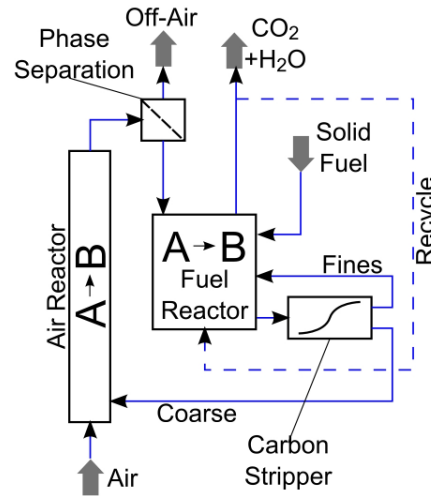 Off-Air
CO2
+H2O
Phase
Separation
Solid
Fuel
Recycle
Air Reactor
A→B
A→B
Fuel
Reactor
Fines
Coarse
Carbon
Stripper
Air